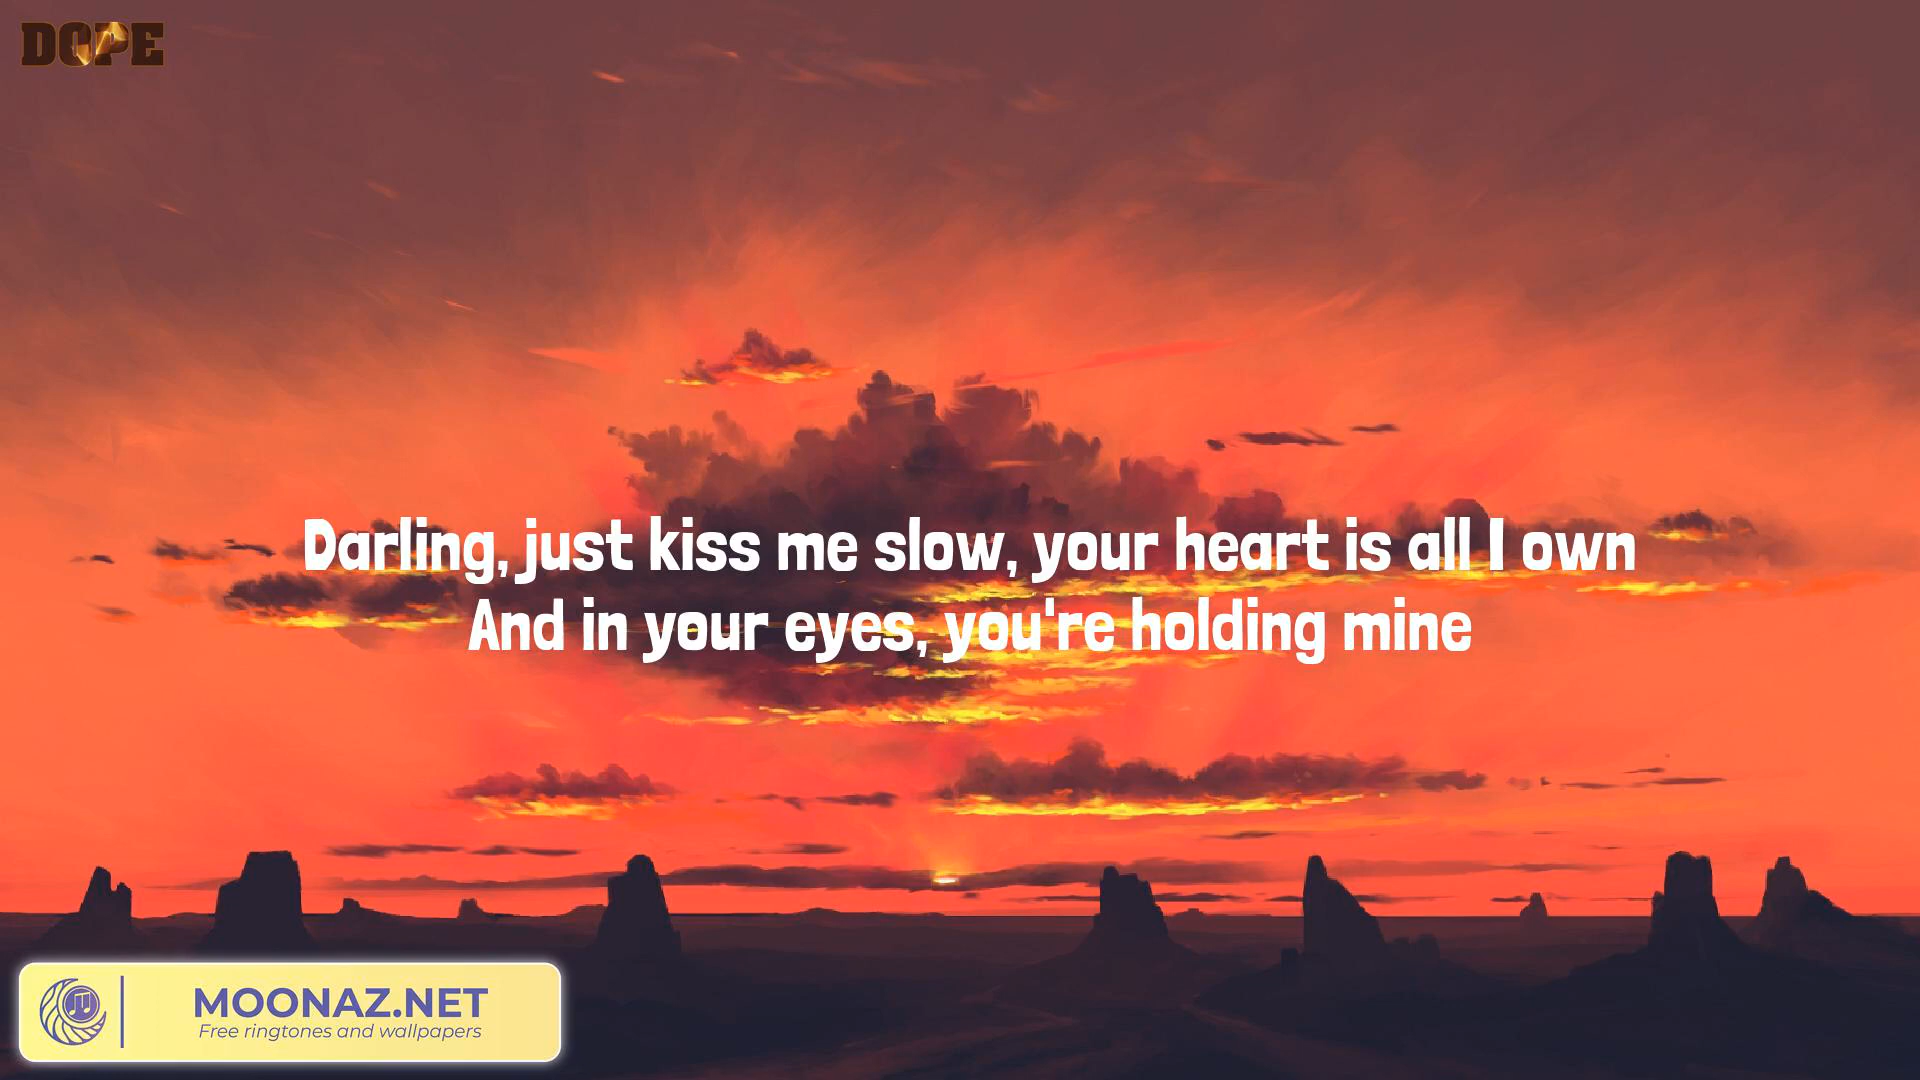 DOPE
Darling, just kiss me slow, your heart is all I own
And in your eyes, you're holding mine
MOONAZ.NET
Free ringtones and wallpapers